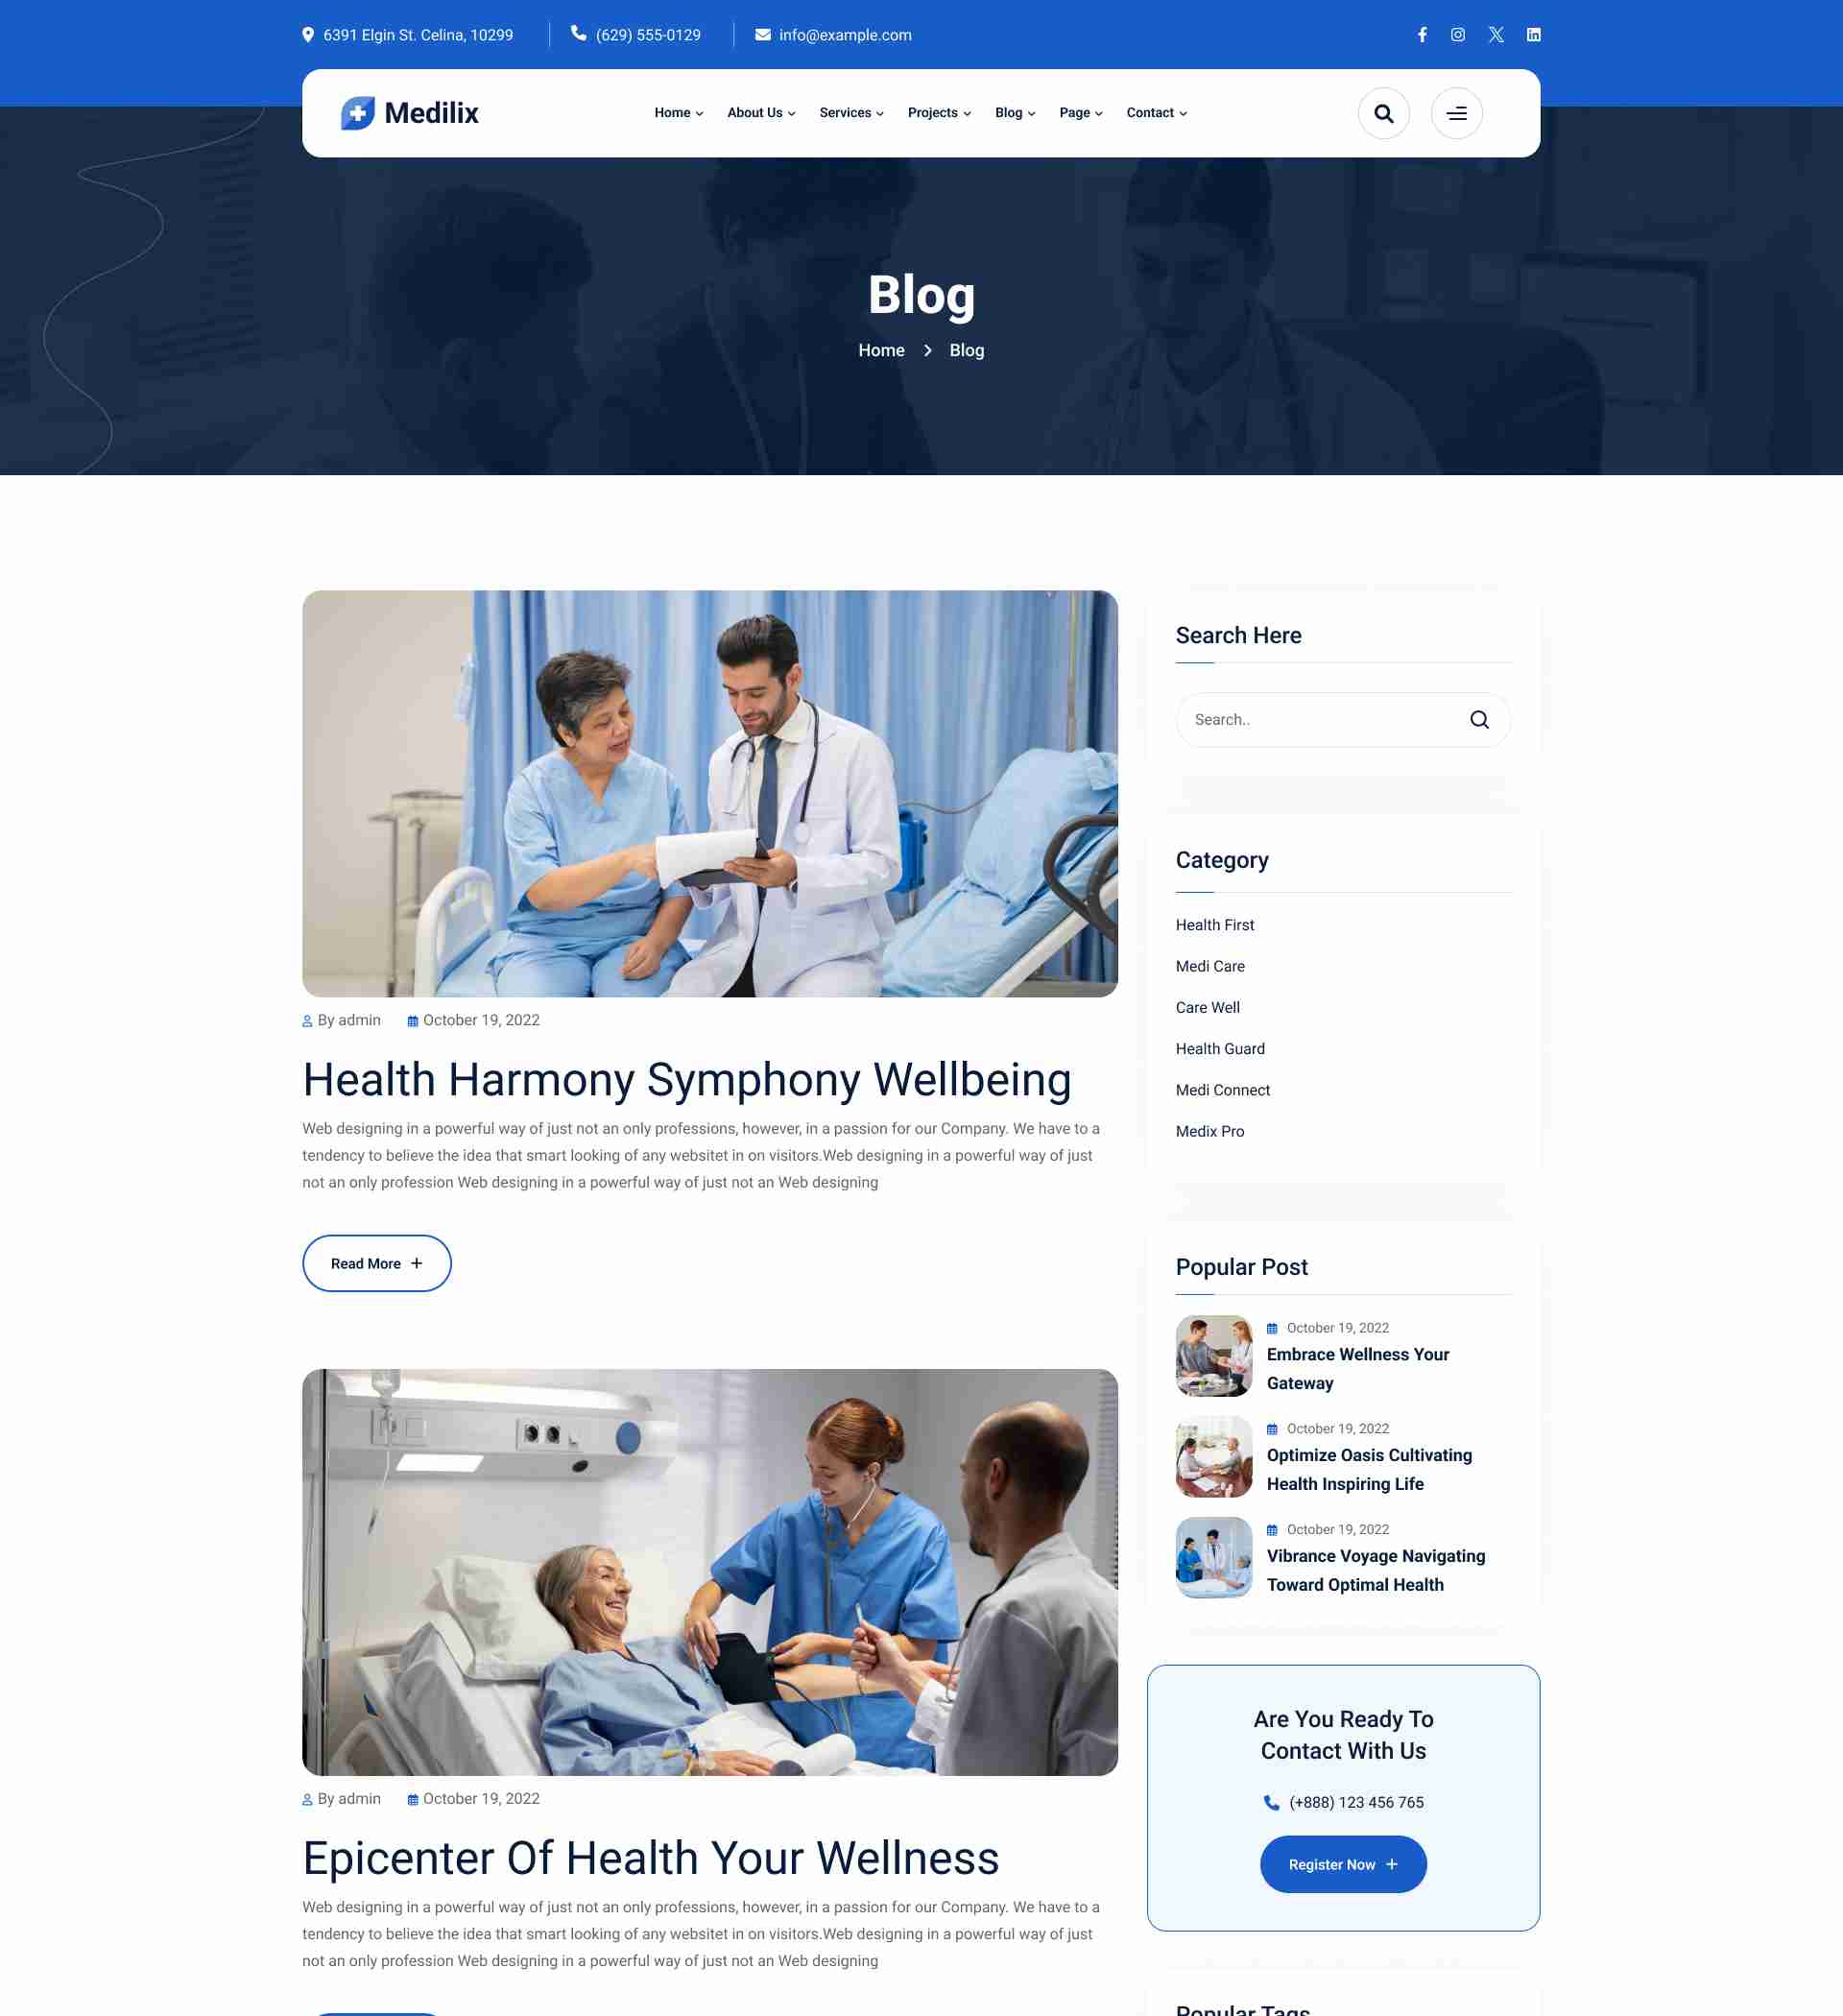 6391 Elgin St. Celina, 10299
(629) 555-0129
info@example.com
Medilix
Home
About Us
Services
Projects
Blog
Page
Contact
Blog
Home
Blog
By admin
October 19, 2022
Health Harmony Symphony Wellbeing
Web designing in a powerful way of just not an only professions, however, in a passion for our Company. We have to a
tendency to believe the idea that smart looking of any websitet in on visitors.Web designing in a powerful way of just
not an only profession Web designing in a powerful way of just not an Web designing
Read More
By admin
October 19, 2022
Epicenter Of Health Your Wellness
Web designing in a powerful way of just not an only professions, however, in a passion for our Company. We have to a
tendency to believe the idea that smart looking of any websitet in on visitors.Web designing in a powerful way of just
not an only profession Web designing in a powerful way of just not an Web designing
Search Here
Search..
Category
Health First
Medi Care
Care Well
Health Guard
Medi Connect
Medix Pro
Popular Post
October 19, 2022
Embrace Wellness Your
Gateway
October 19, 2022
Optimize Oasis Cultivating
Health Inspiring Life
October 19, 2022
Vibrance Voyage Navigating
Toward Optimal Health
Are You Ready To
Contact With Us
(+888) 123 456 765
Register Now
Popular Tags